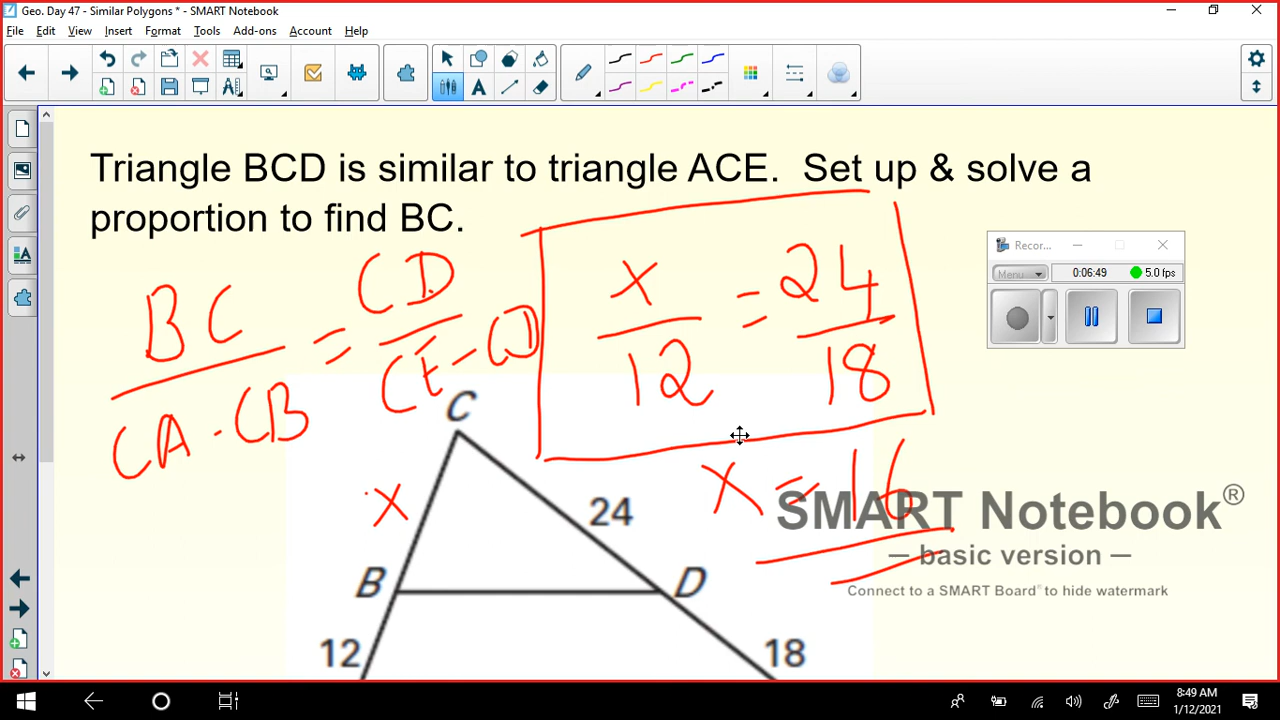 Geo. Day 47 - Similar Polygons * - SMART Notebook
File Edit View Insert Format Tools Add-ons Account Help
Triangle BCD is similar to triangle ACE. Set up & solve a
proportion to find BC.
Recor...
Menu
0:06:49
5.0 fps
BC/CA - CB = CD/CE - CD
x/12 = 24/18
x = 16
C
x
24
B
D
12
18
SMART Notebook®
— basic version —
Connect to a SMART Board® to hide watermark
8:49 AM
1/12/2021